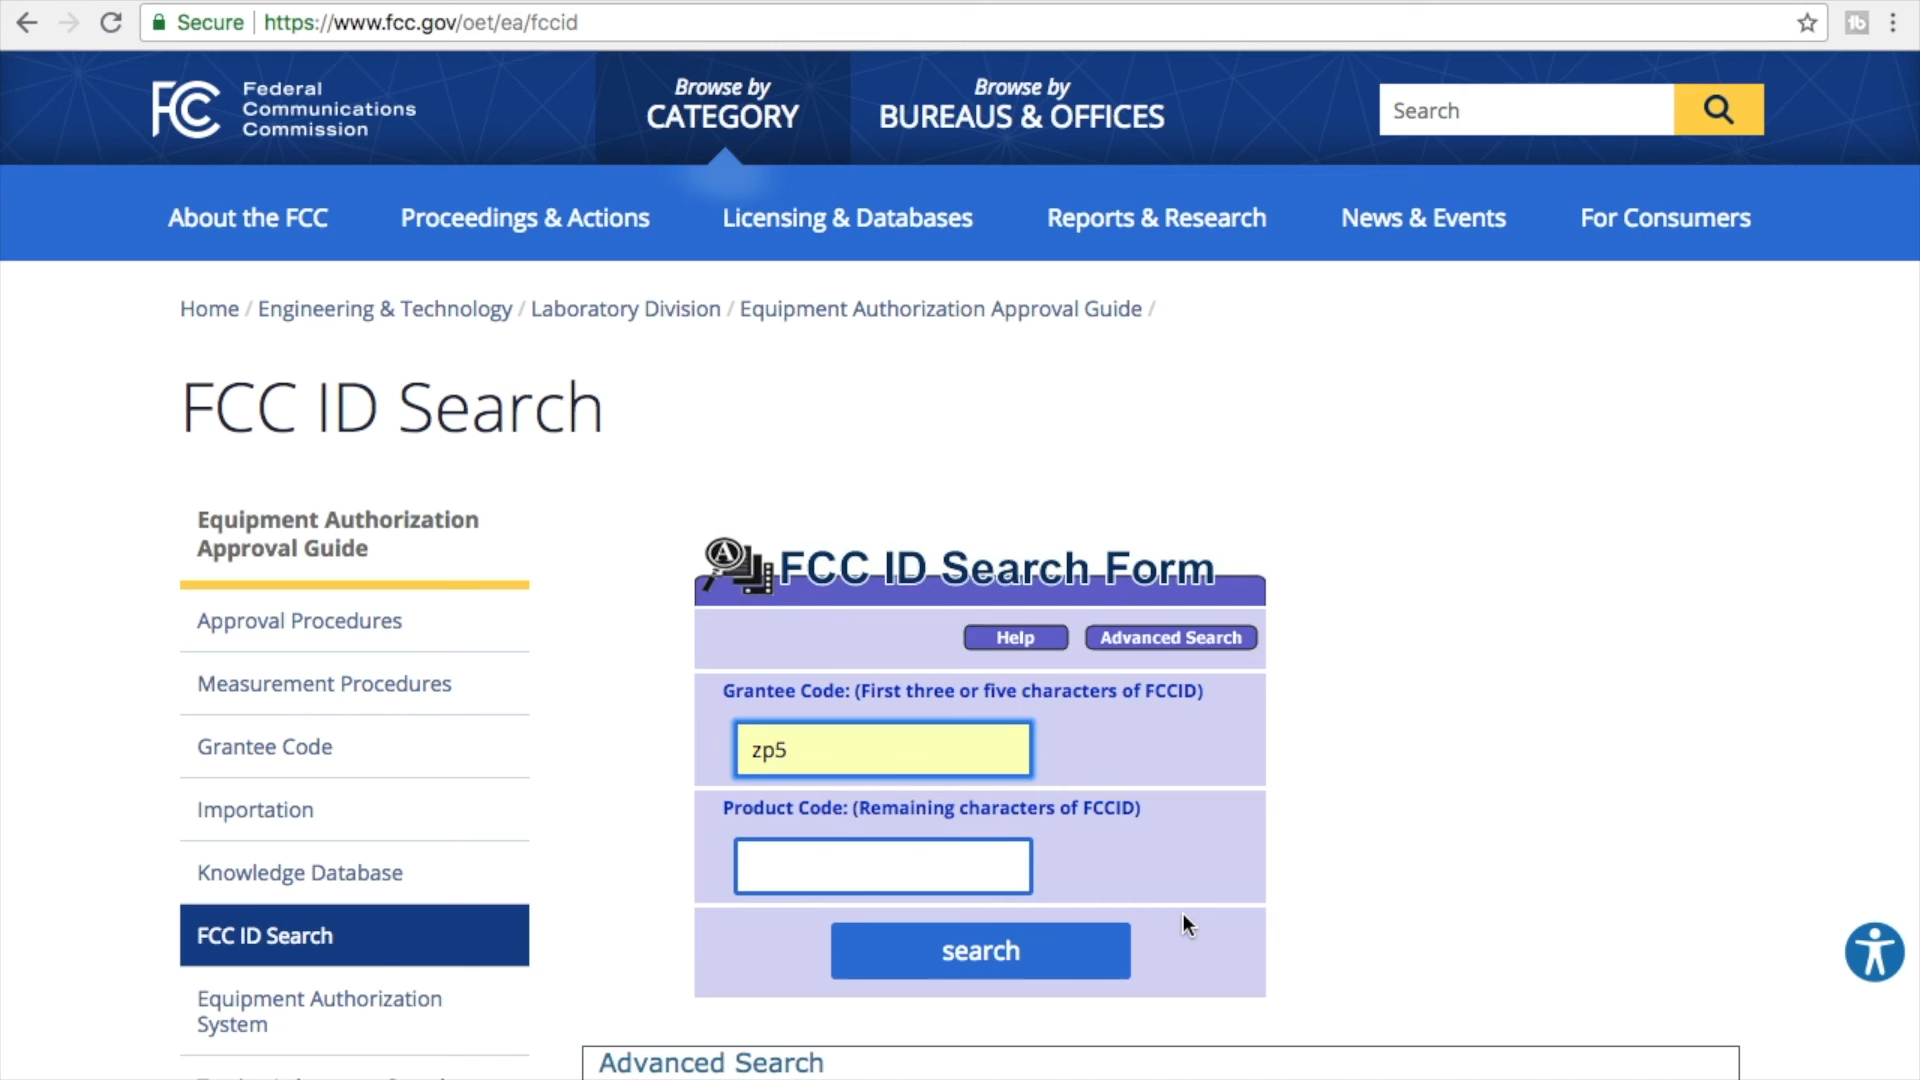 Secure https://www.fcc.gov/oet/ea/fccid
FCC Federal
Communications
Commission
Browse by
CATEGORY
Browse by
BUREAUS & OFFICES
Search
About the FCC
Proceedings & Actions
Licensing & Databases
Reports & Research
News & Events
For Consumers
Home / Engineering & Technology / Laboratory Division / Equipment Authorization Approval Guide /
FCC ID Search
Equipment Authorization
Approval Guide
Approval Procedures
Measurement Procedures
Grantee Code
Importation
Knowledge Database
FCC ID Search
Equipment Authorization
System
FCC ID Search Form
Help
Advanced Search
Grantee Code: (First three or five characters of FCCID)
zp5
Product Code: (Remaining characters of FCCID)
search
Advanced Search